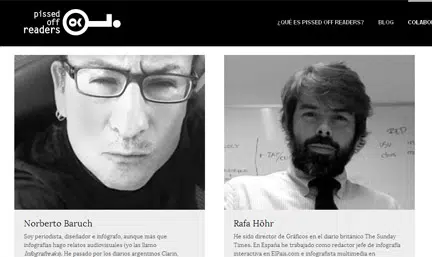 pissed
off
readers
¿QUÉ ES PISSED OFF READERS? BLOG COLABO
Norberto Baruch
Soy periodista, diseñador e infógrafo, aunque más que
infografías hago relatos audiovisuales (yo las llamo
Infografreak). He pasado por los diarios argentinos Clarín,
Rafa Höhr
He sido director de Gráficos en el diario británico The Sunday
Times. En España he trabajado como redactor jefe de infografía
interactiva en ElPais.com e infografista multimedia en